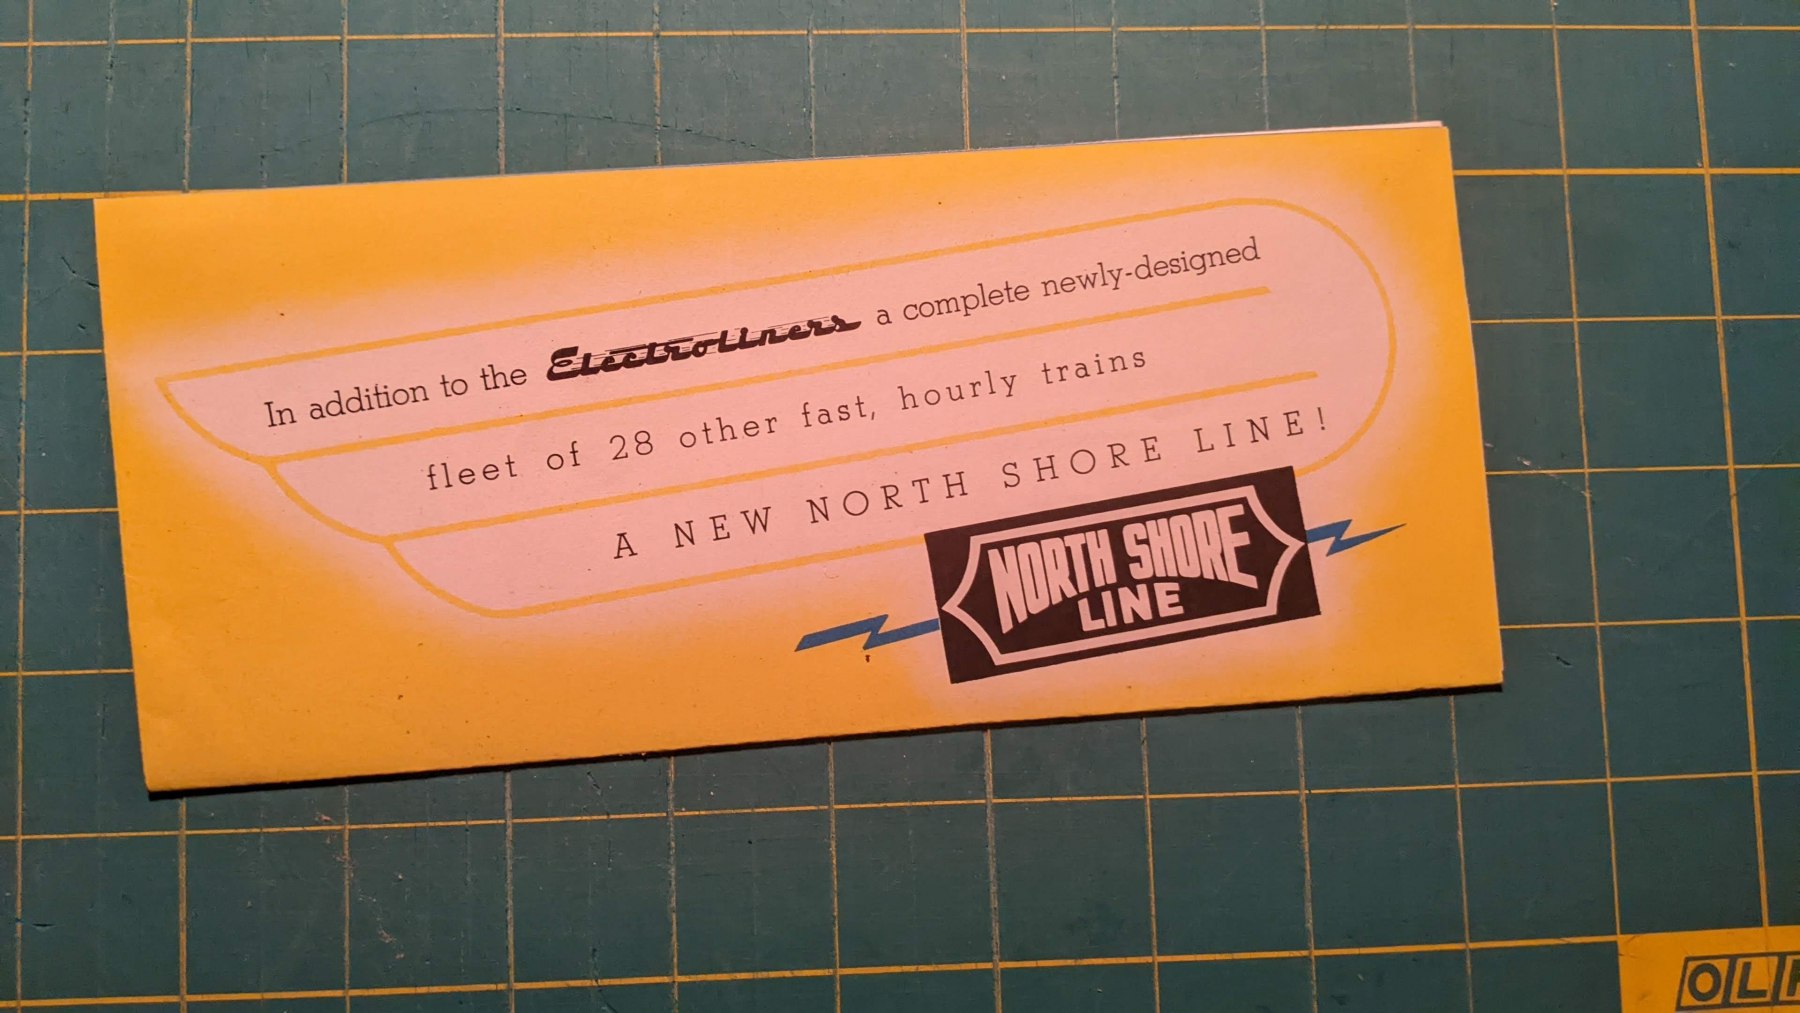 In addition to the Electroliners a complete newly-designed
fleet of 28 other fast, hourly trains
A NEW NORTH SHORE LINE!
NORTH SHORE
LINE